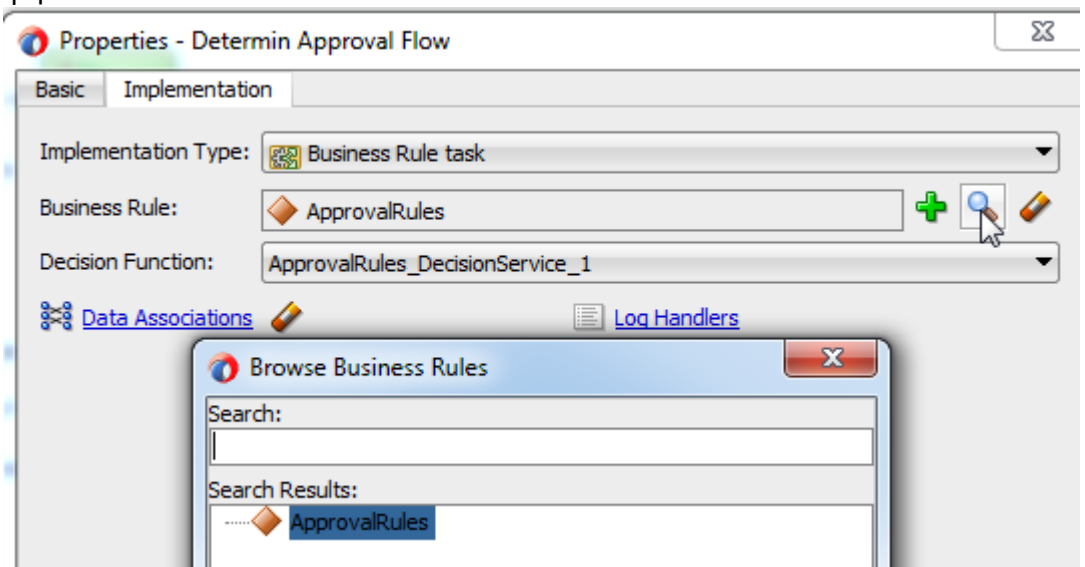 Properties - Determin Approval Flow
Basic Implementation
Implementation Type: Business Rule task
Business Rule: ApprovalRules
Decision Function: ApprovalRules_DecisionService_1
Data Associations Log Handlers
Browse Business Rules
Search:
Search Results:
ApprovalRules